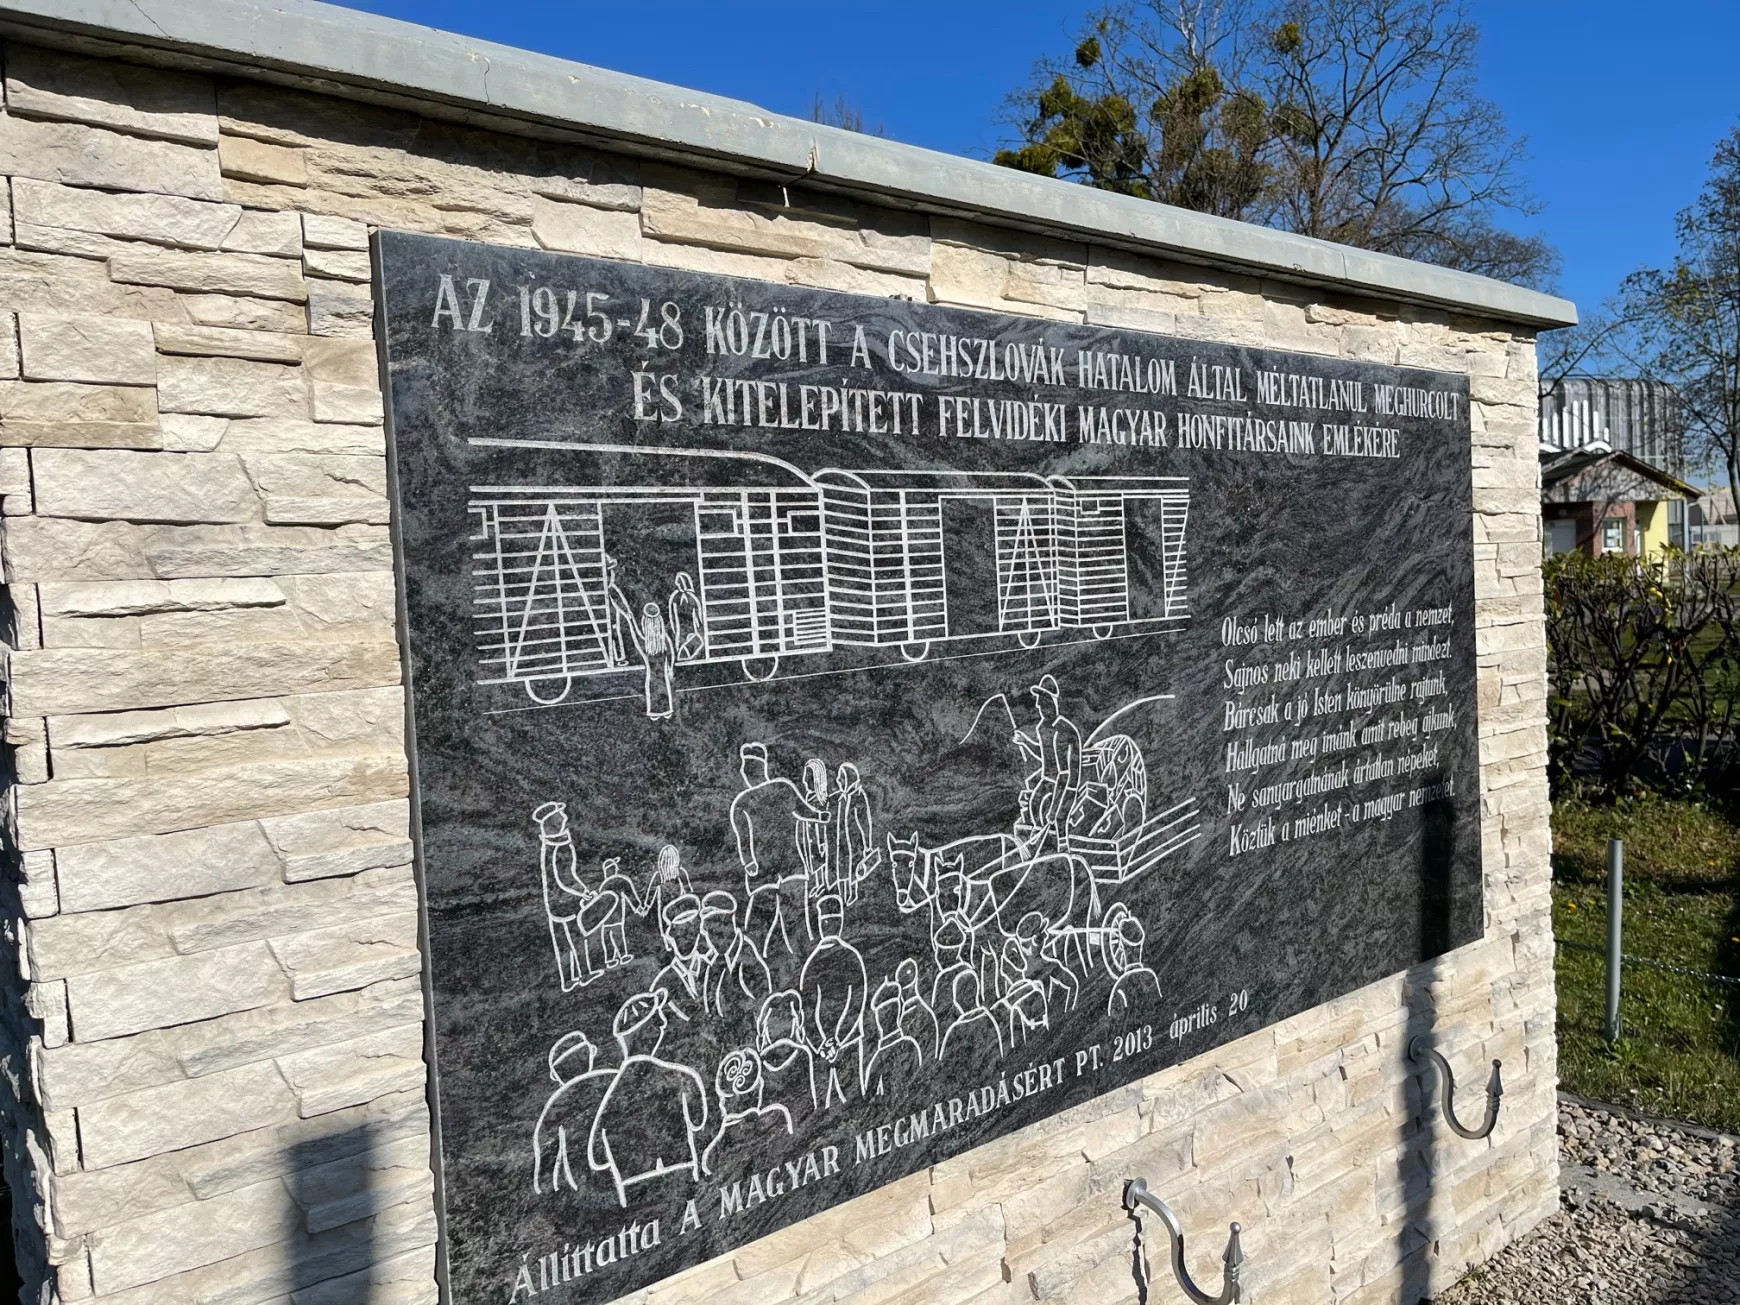 AZ 1945-48 KÖZÖTT A CSEHSZLOVÁK HATALOM ÁLTAL MÉLTATLANUL MEGHURCOLT
ÉS KITELEPÍTETT FELVIDÉKI MAGYAR HONFITÁRSAINK EMLÉKÉRE
Olcsó lett az ember és préda a nemzet,
Sajnos neki kellett leszenvedni mindezt.
Bárcsak a jó Isten könyörülne rajtunk,
Hallgatná meg imánk amit rebeg ajkunk,
Ne sanyargatnának ártatlan népeket,
Köztük a miénket - a magyar nemzetet.
Állíttatta A MAGYAR MEGMARADÁSÉRT PT. 2013 április 20